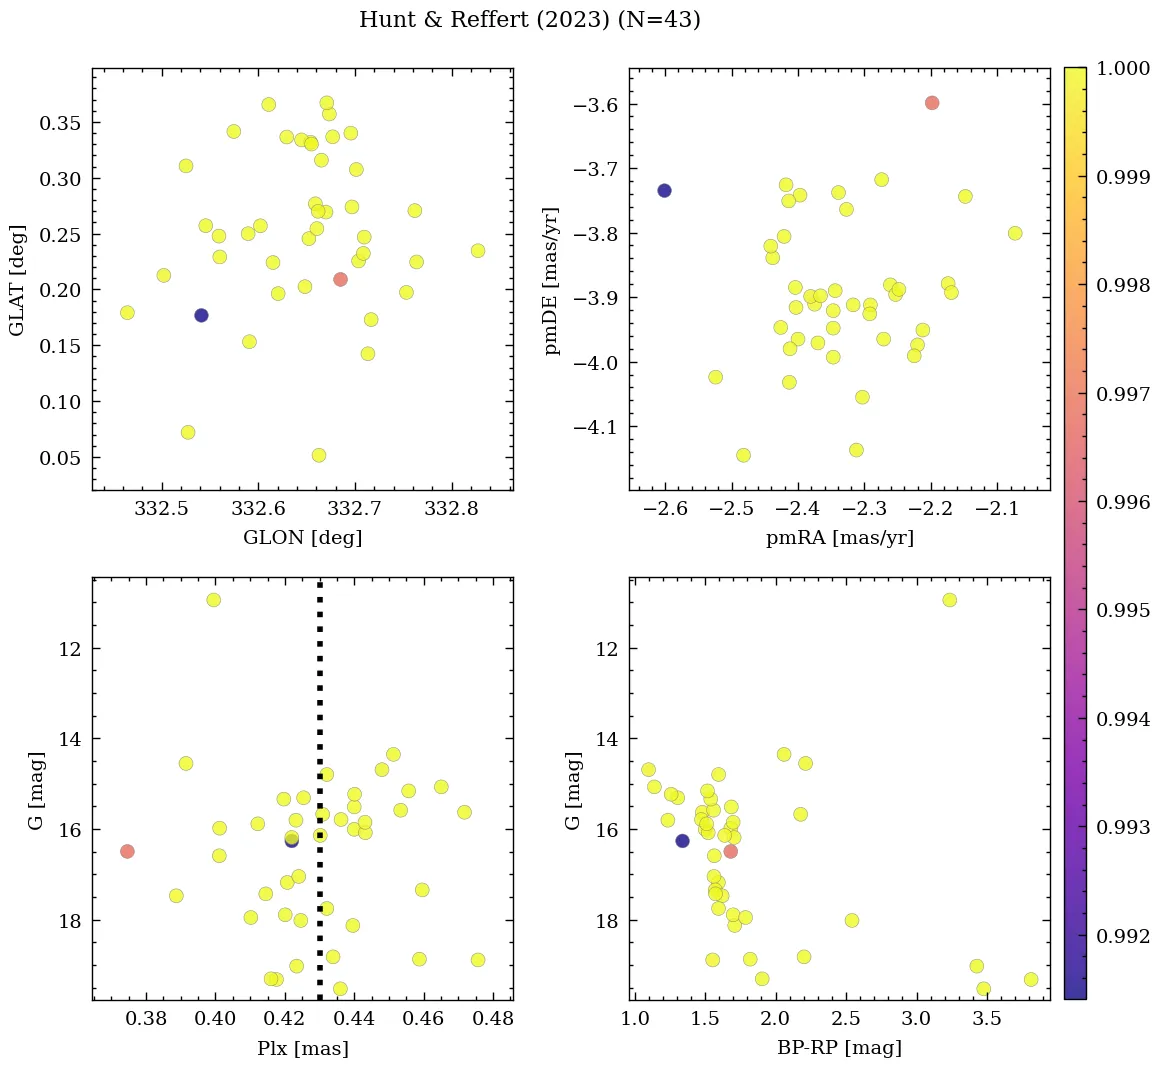 Hunt & Reffert (2023) (N=43)
0.35
0.30
0.25
0.20
0.15
0.10
0.05
GLAT [deg]
332.5 332.6 332.7 332.8
GLON [deg]
−3.6
−3.7
−3.8
−3.9
−4.0
−4.1
pmDE [mas/yr]
−2.6 −2.5 −2.4 −2.3 −2.2 −2.1
pmRA [mas/yr]
1.000
0.999
0.998
0.997
0.996
0.995
0.994
0.993
0.992
12
14
16
18
G [mag]
0.38 0.40 0.42 0.44 0.46 0.48
Plx [mas]
12
14
16
18
G [mag]
1.0 1.5 2.0 2.5 3.0 3.5
BP-RP [mag]